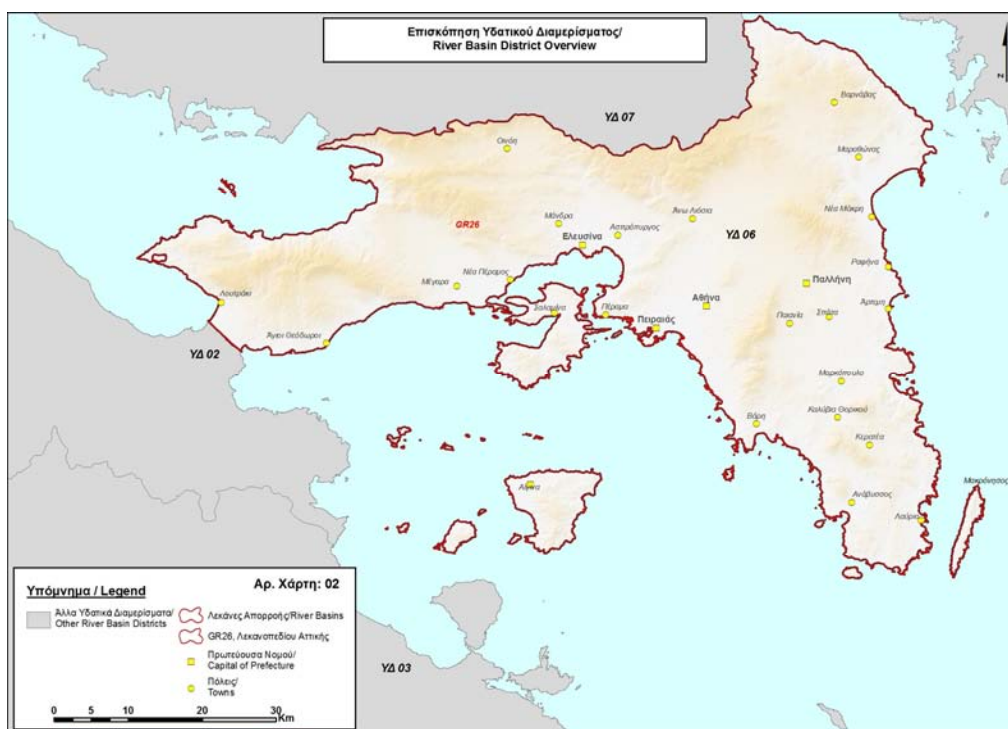 Επισκόπηση Υδατικού Διαμερίσματος/
River Basin District Overview
N
ΥΔ 07
Βαρνάβας
Οινόη
Μαραθώνας
Μάνδρα
Άνω Λιόσια
Νέα Μάκρη
GR26
Ελευσίνα
Ασπρόπυργος
ΥΔ 06
Ραφήνα
Μέγαρα
Νέα Πέραμος
Παλλήνη
Λουτράκι
Σαλαμίνα
Πέραμα
Αθήνα
Άρτεμη
Πειραιάς
Παιανία
Σπάτα
Άγιοι Θεόδωροι
ΥΔ 02
Μαρκόπουλο
Βάρη
Καλύβια Θορικού
Κερατέα
Αίγινα
Ανάβυσσος
Μακρόνησος
Λαύριο
Υπόμνημα / Legend
Αρ. Χάρτη: 02
Άλλα Υδατικά Διαμερίσματα/
Other River Basin Districts
Λεκάνες Απορροής/River Basins
GR26, Λεκανοπεδίου Αττικής
Πρωτεύουσα Νομού/
Capital of Prefecture
Πόλεις/
Towns
0 5 10 20 30
Km
ΥΔ 03